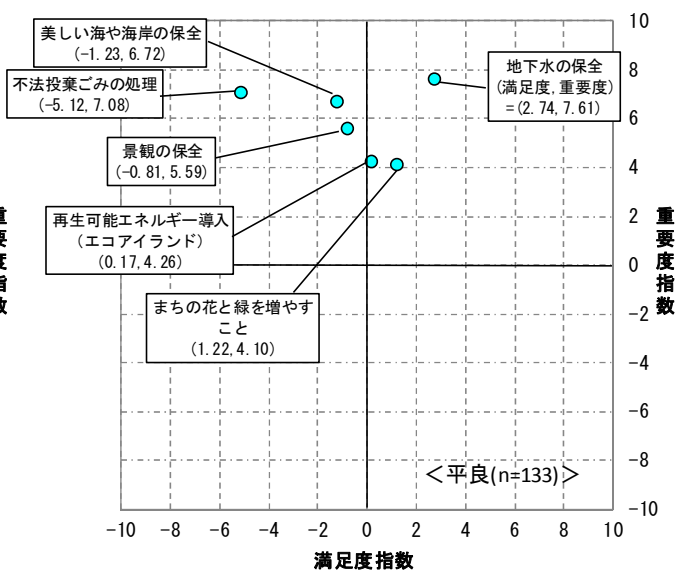 美しい海や海岸の保全
(−1.23, 6.72)
不法投棄ごみの処理
(−5.12, 7.08)
地下水の保全
(満足度, 重要度)
=(2.74, 7.61)
景観の保全
(−0.81, 5.59)
再生可能エネルギー導入
(エコアイランド)
(0.17, 4.26)
まちの花と緑を増やす
こと
(1.22, 4.10)
10
8
6
4
2
0
−2
−4
−6
−8
−10
重要度指数
重要度指数
＜平良(n=133)＞
−10 −8 −6 −4 −2 0 2 4 6 8 10
満足度指数